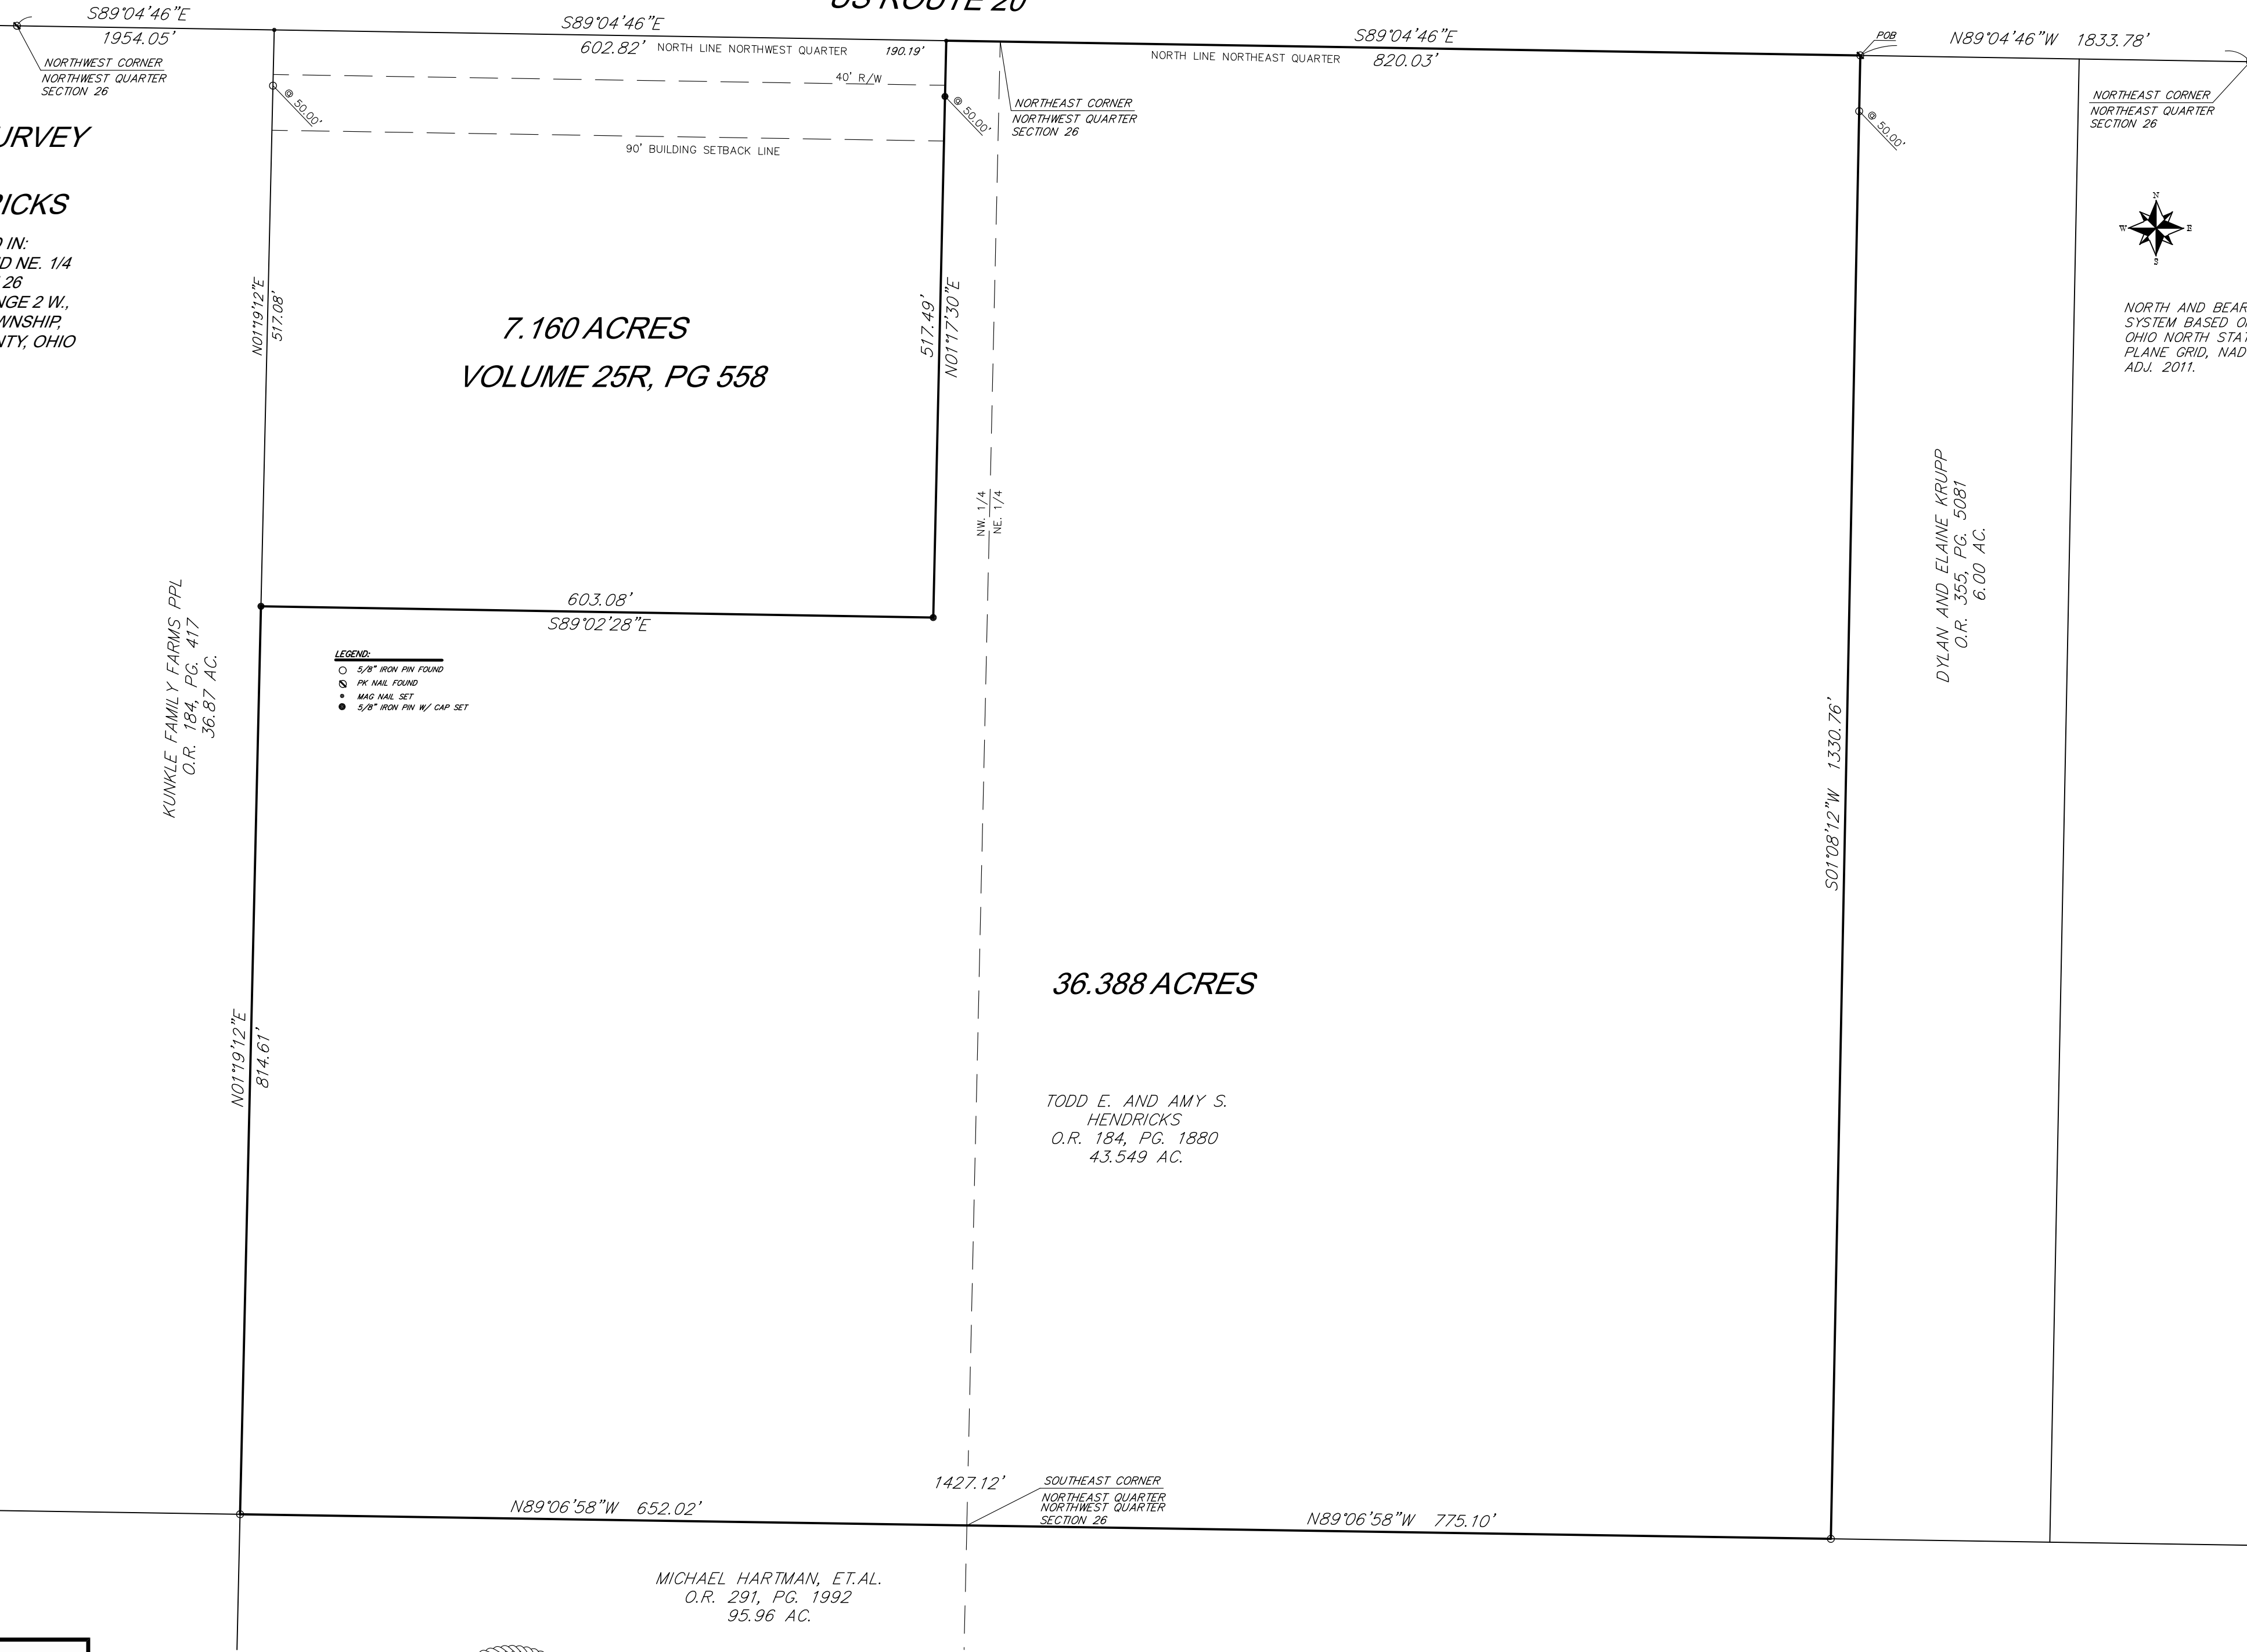 US ROUTE 20
S89°04'46"E
1954.05'
NORTHWEST CORNER
NORTHWEST QUARTER
SECTION 26
S89°04'46"E
602.82' NORTH LINE NORTHWEST QUARTER 190.19'
40' R/W
90' BUILDING SETBACK LINE
@ 50.00'
@ 50.00'
NORTHEAST CORNER
NORTHWEST QUARTER
SECTION 26
S89°04'46"E
NORTH LINE NORTHEAST QUARTER 820.03'
POB
@ 50.00'
N89°04'46"W 1833.78'
NORTHEAST CORNER
NORTHEAST QUARTER
SECTION 26
URVEY
RICKS
D IN:
D NE. 1/4
26
NGE 2 W.,
WNSHIP,
NTY, OHIO
N
W E
S
NORTH AND BEAR
SYSTEM BASED O
OHIO NORTH STAT
PLANE GRID, NAD
ADJ. 2011.
N01°19'12"E
517.08'
7.160 ACRES
VOLUME 25R, PG 558
517.49'
N01°17'30"E
NW. 1/4
NE. 1/4
603.08'
S89°02'28"E
KUNKLE FAMILY FARMS PPL
O.R. 184, PG. 417
36.87 AC.
LEGEND:
5/8" IRON PIN FOUND
PK NAIL FOUND
MAG NAIL SET
5/8" IRON PIN W/ CAP SET
DYLAN AND ELAINE KRUPP
O.R. 355, PG. 5081
6.00 AC.
S01°08'12"W 1330.76'
N01°19'12"E
814.61'
36.388 ACRES
TODD E. AND AMY S.
HENDRICKS
O.R. 184, PG. 1880
43.549 AC.
1427.12'
SOUTHEAST CORNER
NORTHEAST QUARTER
NORTHWEST QUARTER
SECTION 26
N89°06'58"W 652.02'
N89°06'58"W 775.10'
MICHAEL HARTMAN, ET.AL.
O.R. 291, PG. 1992
95.96 AC.